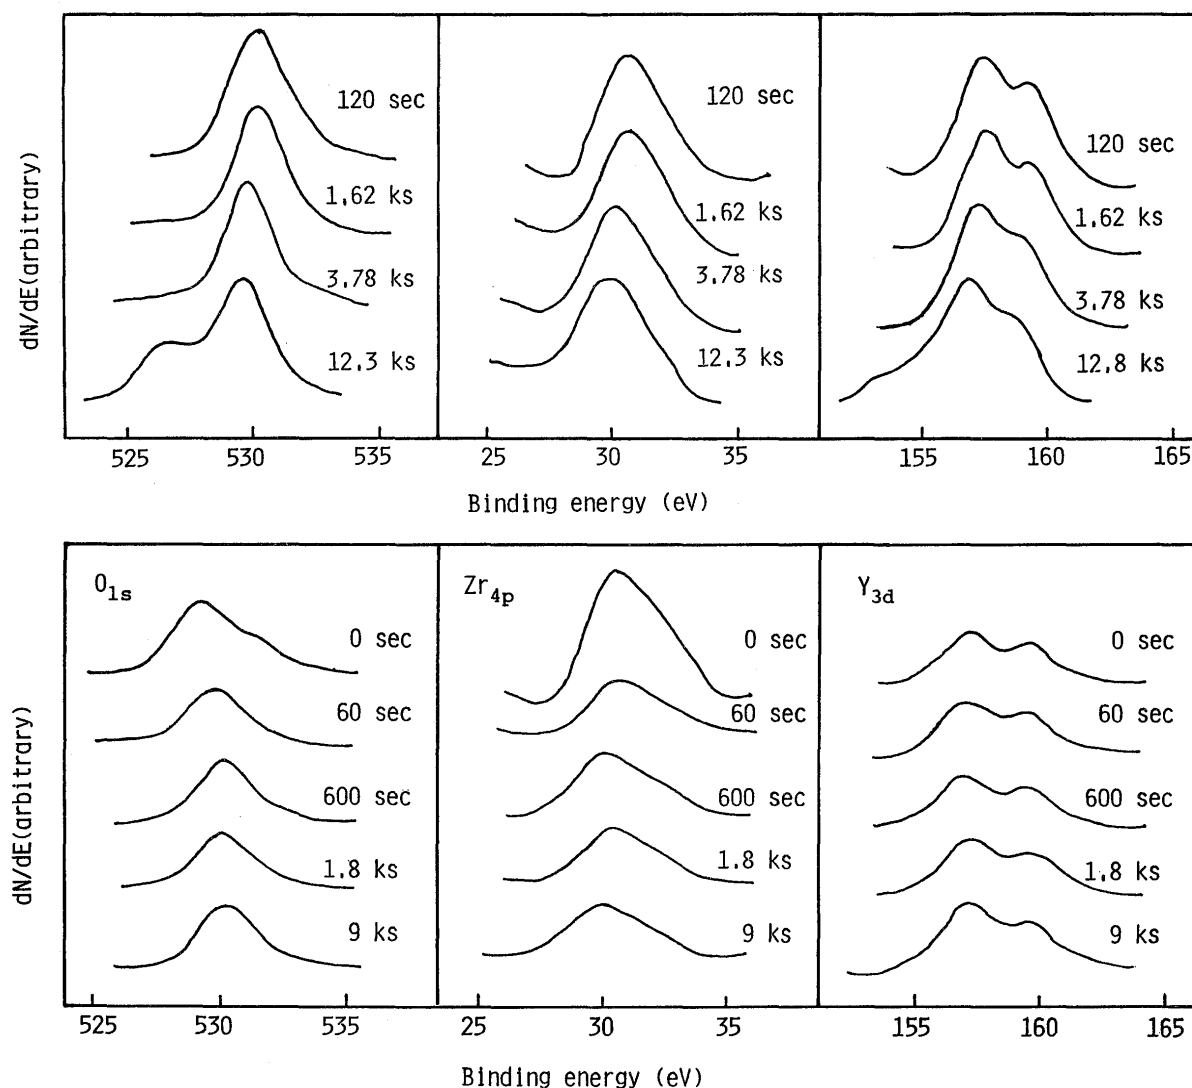 dN/dE(arbitrary)
120 sec
1.62 ks
3.78 ks
12.3 ks
120 sec
1.62 ks
3.78 ks
12.3 ks
120 sec
1.62 ks
3.78 ks
12.8 ks
525 530 535 25 30 35 155 160 165
Binding energy (eV)
dN/dE(arbitrary)
O1s
0 sec
60 sec
600 sec
1.8 ks
9 ks
Zr4p
0 sec
60 sec
600 sec
1.8 ks
9 ks
Y3d
0 sec
60 sec
600 sec
1.8 ks
9 ks
525 530 535 25 30 35 155 160 165
Binding energy (eV)